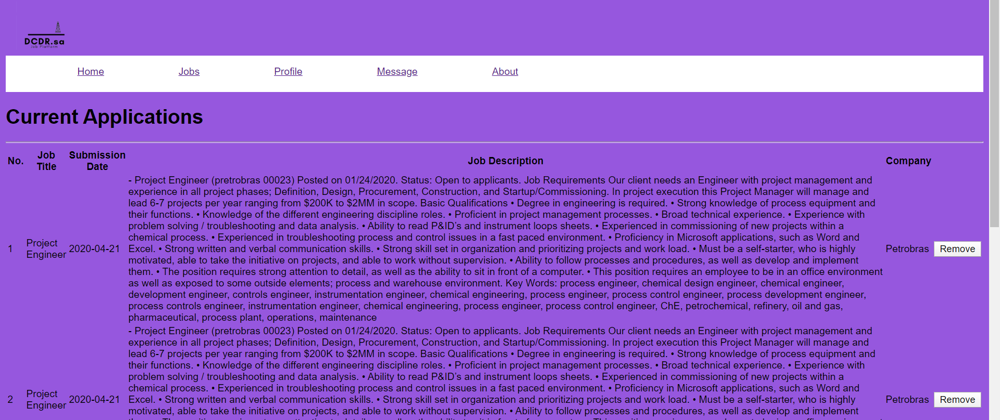 DCDR.sa
Job Platform
Home Jobs Profile Message About
Current Applications
No. Job Title Submission Date Job Description Company
- Project Engineer (pretrobras 00023) Posted on 01/24/2020. Status: Open to applicants. Job Requirements Our client needs an Engineer with project management and
experience in all project phases; Definition, Design, Procurement, Construction, and Startup/Commissioning. In project execution this Project Manager will manage and
lead 6-7 projects per year ranging from $200K to $2MM in scope. Basic Qualifications • Degree in engineering is required. • Strong knowledge of process equipment and
their functions. • Knowledge of the different engineering discipline roles. • Proficient in project management processes. • Broad technical experience. • Experience with
problem solving / troubleshooting and data analysis. • Ability to read P&ID’s and instrument loops sheets. • Experienced in commissioning of new projects within a
chemical process. • Experienced in troubleshooting process and control issues in a fast paced environment. • Proficiency in Microsoft applications, such as Word and
1 Project Engineer 2020-04-21 Excel. • Strong written and verbal communication skills. • Strong skill set in organization and prioritizing projects and work load. • Must be a self-starter, who is highly Petrobras Remove
motivated, able to take the initiative on projects, and able to work without supervision. • Ability to follow processes and procedures, as well as develop and implement
them. • The position requires strong attention to detail, as well as the ability to sit in front of a computer. • This position requires an employee to be in an office environment
as well as exposed to some outside elements; process and warehouse environment. Key Words: process engineer, chemical design engineer, chemical engineer,
development engineer, controls engineer, instrumentation engineer, chemical engineering, process engineer, process control engineer, process development engineer,
process controls engineer, instrumentation engineer, chemical engineering, process engineer, process control engineer, ChE, petrochemical, refinery, oil and gas,
pharmaceutical, process plant, operations, maintenance
- Project Engineer (pretrobras 00023) Posted on 01/24/2020. Status: Open to applicants. Job Requirements Our client needs an Engineer with project management and
experience in all project phases; Definition, Design, Procurement, Construction, and Startup/Commissioning. In project execution this Project Manager will manage and
lead 6-7 projects per year ranging from $200K to $2MM in scope. Basic Qualifications • Degree in engineering is required. • Strong knowledge of process equipment and
their functions. • Knowledge of the different engineering discipline roles. • Proficient in project management processes. • Broad technical experience. • Experience with
problem solving / troubleshooting and data analysis. • Ability to read P&ID’s and instrument loops sheets. • Experienced in commissioning of new projects within a
chemical process. • Experienced in troubleshooting process and control issues in a fast paced environment. • Proficiency in Microsoft applications, such as Word and
2 Project Engineer 2020-04-21 Excel. • Strong written and verbal communication skills. • Strong skill set in organization and prioritizing projects and work load. • Must be a self-starter, who is highly Petrobras Remove
motivated, able to take the initiative on projects, and able to work without supervision. • Ability to follow processes and procedures, as well as develop and implement